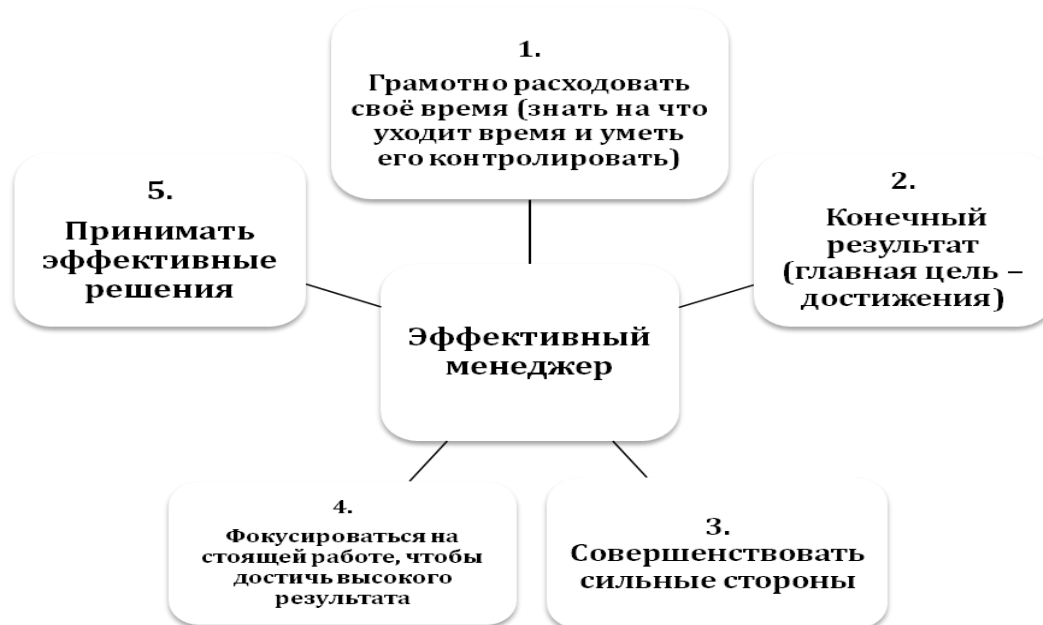 1.
Грамотно расходовать
своё время (знать на что
уходит время и уметь
его контролировать)
2.
Конечный
результат
(главная цель –
достижения)
3.
Совершенствовать
сильные стороны
4.
Фокусироваться на
стоящей работе, чтобы
достичь высокого
результата
5.
Принимать
эффективные
решения
Эффективный
менеджер